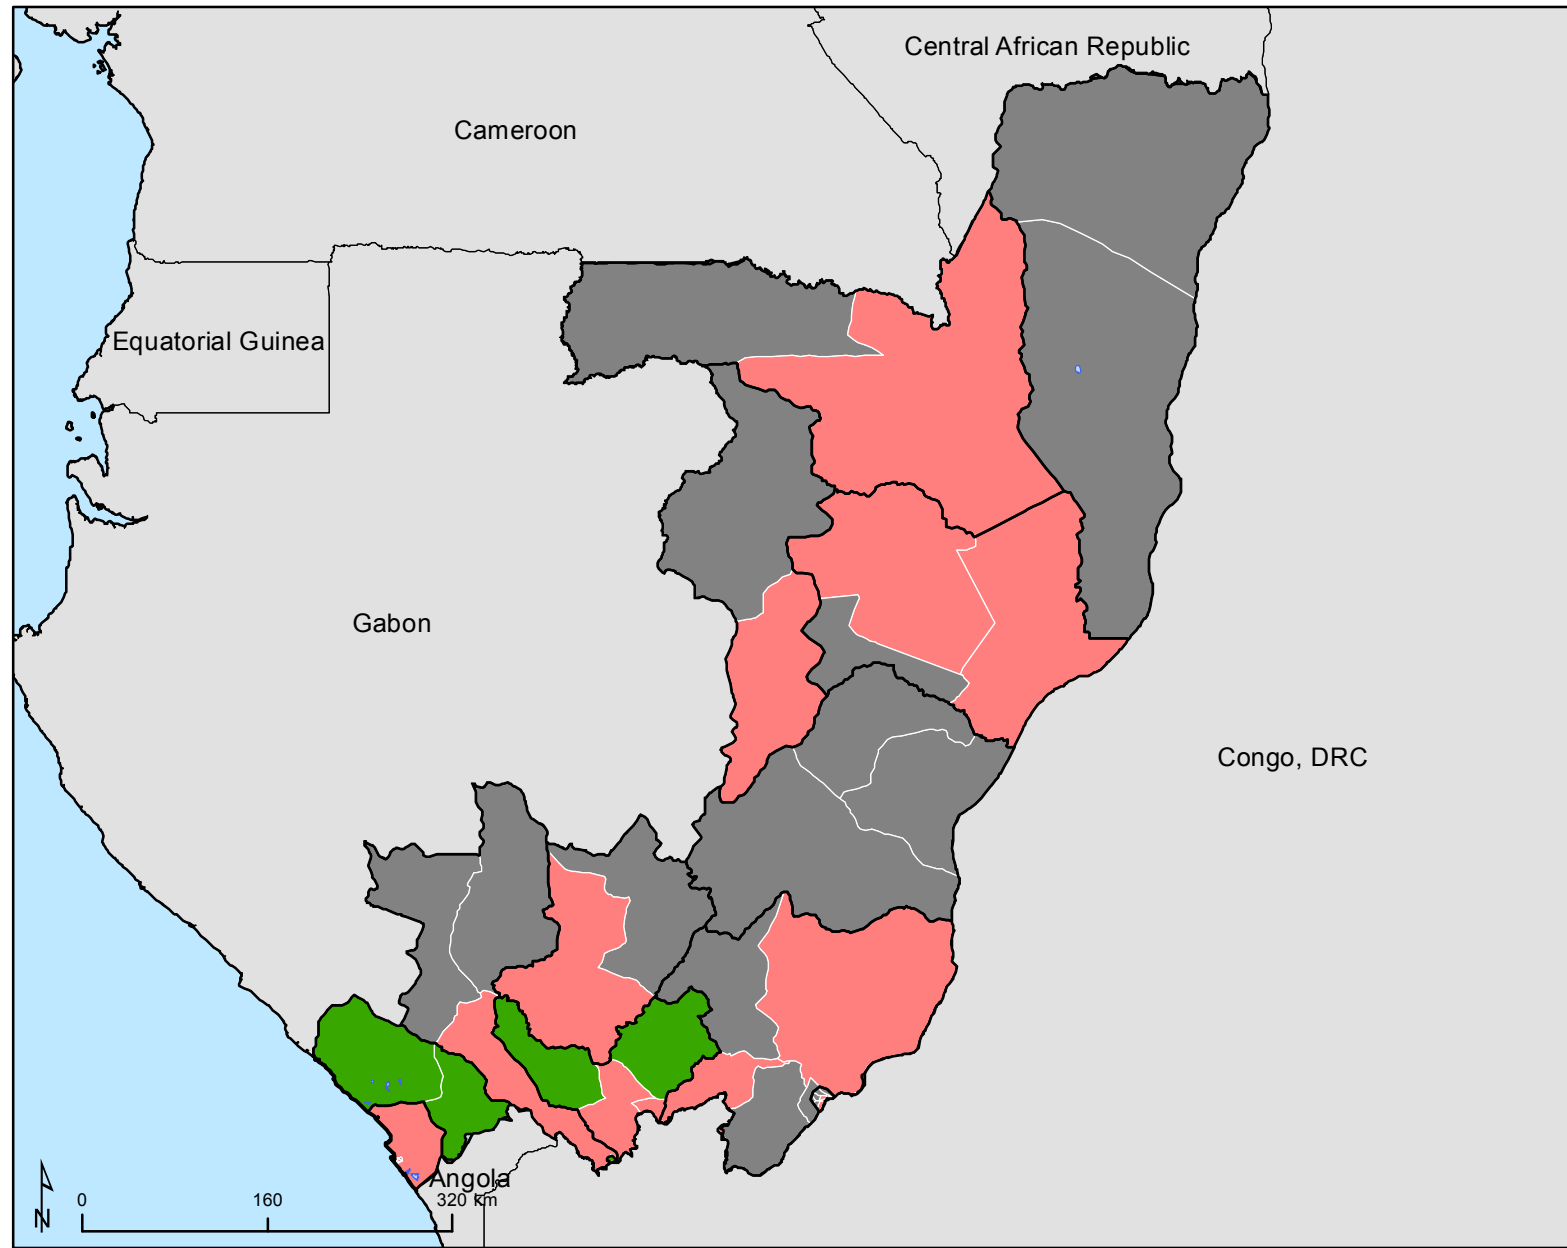 Central African Republic
Cameroon
Equatorial Guinea
Gabon
Congo, DRC
Angola
0 160 320 km
N